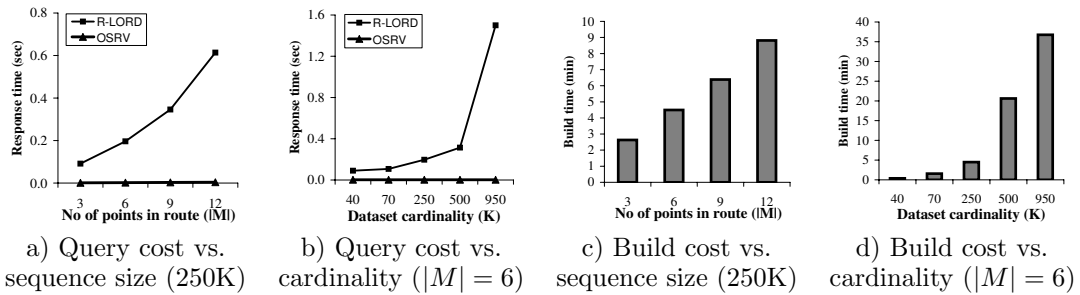 R-LORD
OSRV
Response time (sec)
0.8
0.6
0.4
0.2
0.0
3 6 9 12
No of points in route (|M|)
a) Query cost vs.
sequence size (250K)
R-LORD
OSRV
Response time (sec)
1.6
1.2
0.8
0.4
0.0
40 70 250 500 950
Dataset cardinality (K)
b) Query cost vs.
cardinality (|M| = 6)
Build time (min)
10
9
8
7
6
5
4
3
2
1
0
3 6 9 12
No of points in route (|M|)
c) Build cost vs.
sequence size (250K)
Build time (min)
40
35
30
25
20
15
10
5
0
40 70 250 500 950
Dataset cardinality (K)
d) Build cost vs.
cardinality (|M| = 6)